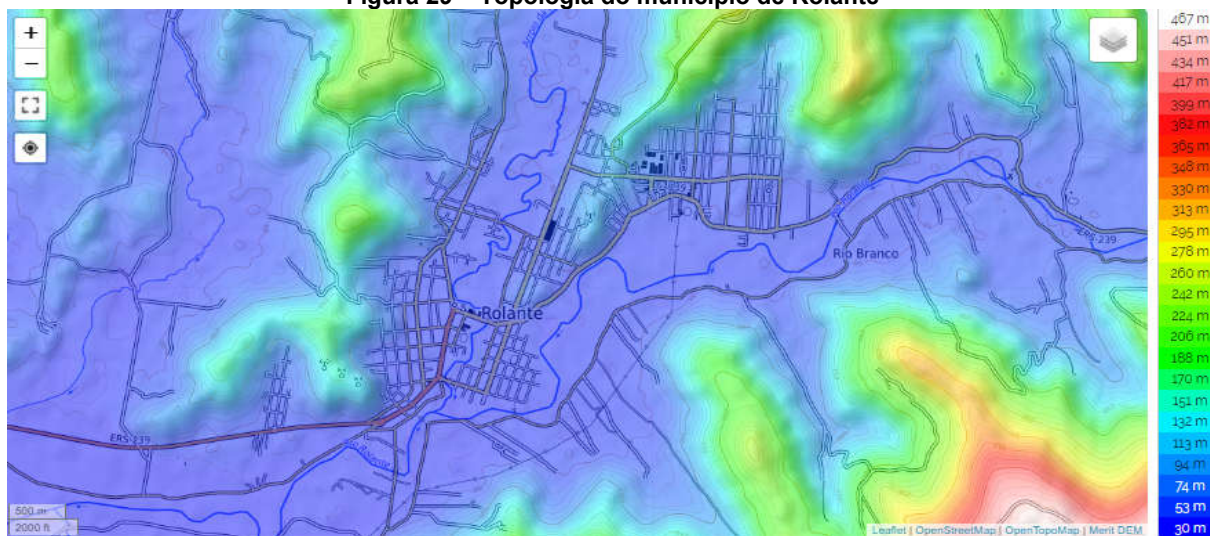 Figura 29 – Topologia do município de Rolante
+
−
Rolante
Rio Branco
ERS-239
ERS-239
500 m
2000 ft
Leaflet | OpenStreetMap | OpenTopoMap | Merit DEM
467 m
451 m
434 m
417 m
399 m
382 m
365 m
348 m
330 m
313 m
295 m
278 m
260 m
242 m
224 m
206 m
188 m
170 m
151 m
132 m
113 m
94 m
74 m
53 m
30 m